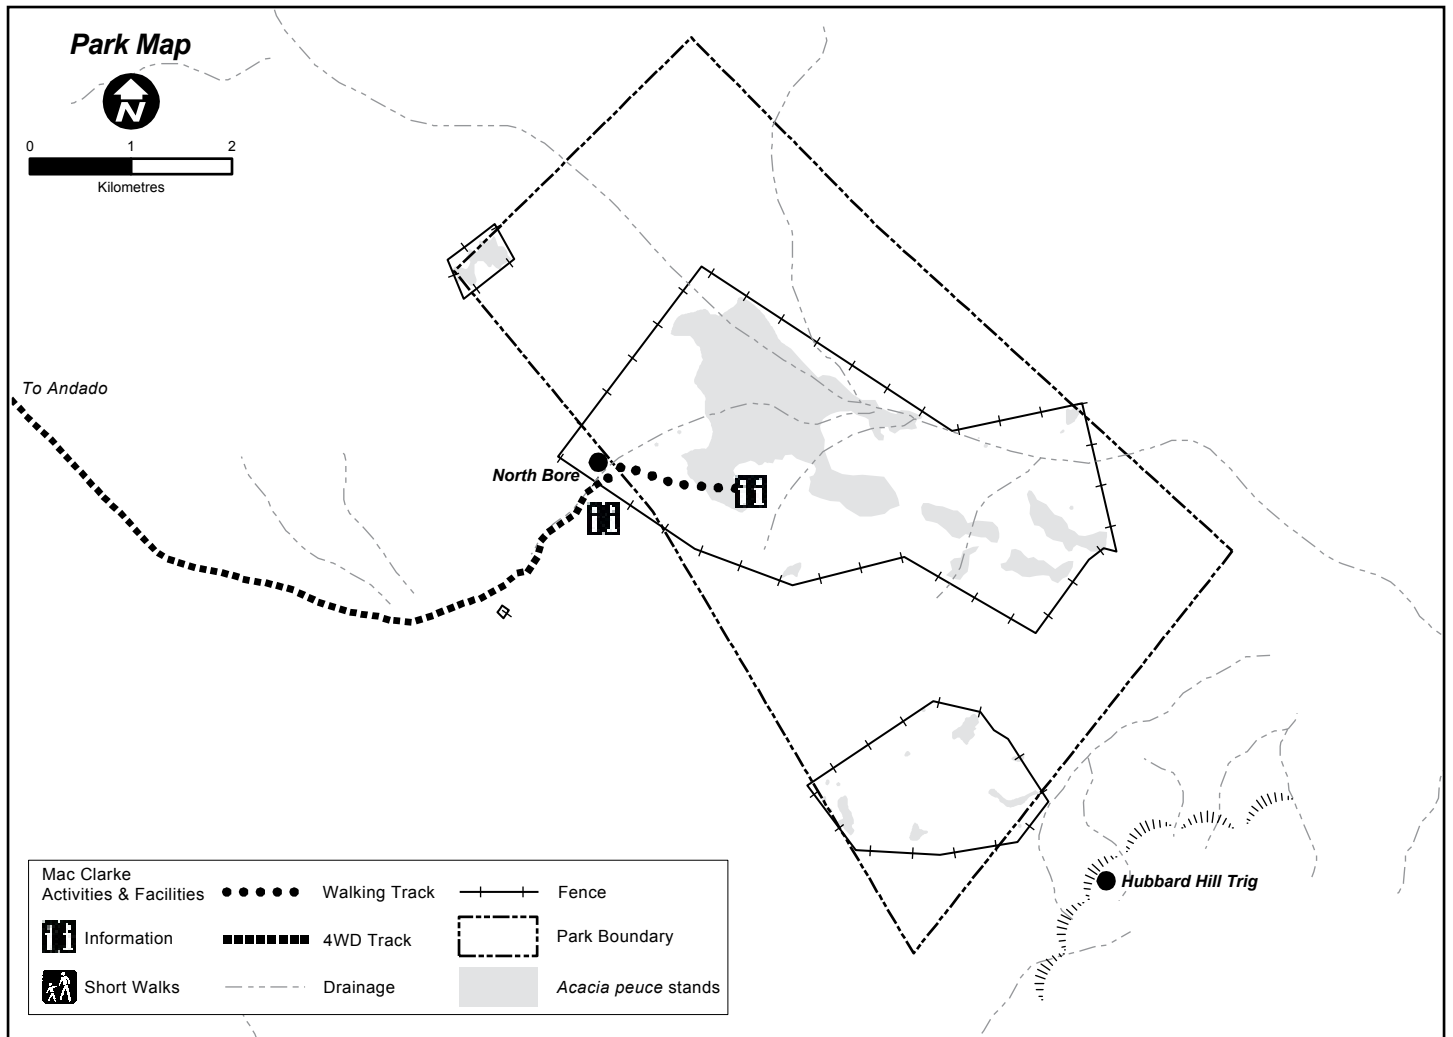 Park Map
N
0 1 2
Kilometres
To Andado
North Bore
Hubbard Hill Trig
Mac Clarke
Activities & Facilities
Information
Short Walks
Walking Track
4WD Track
Drainage
Fence
Park Boundary
Acacia peuce stands